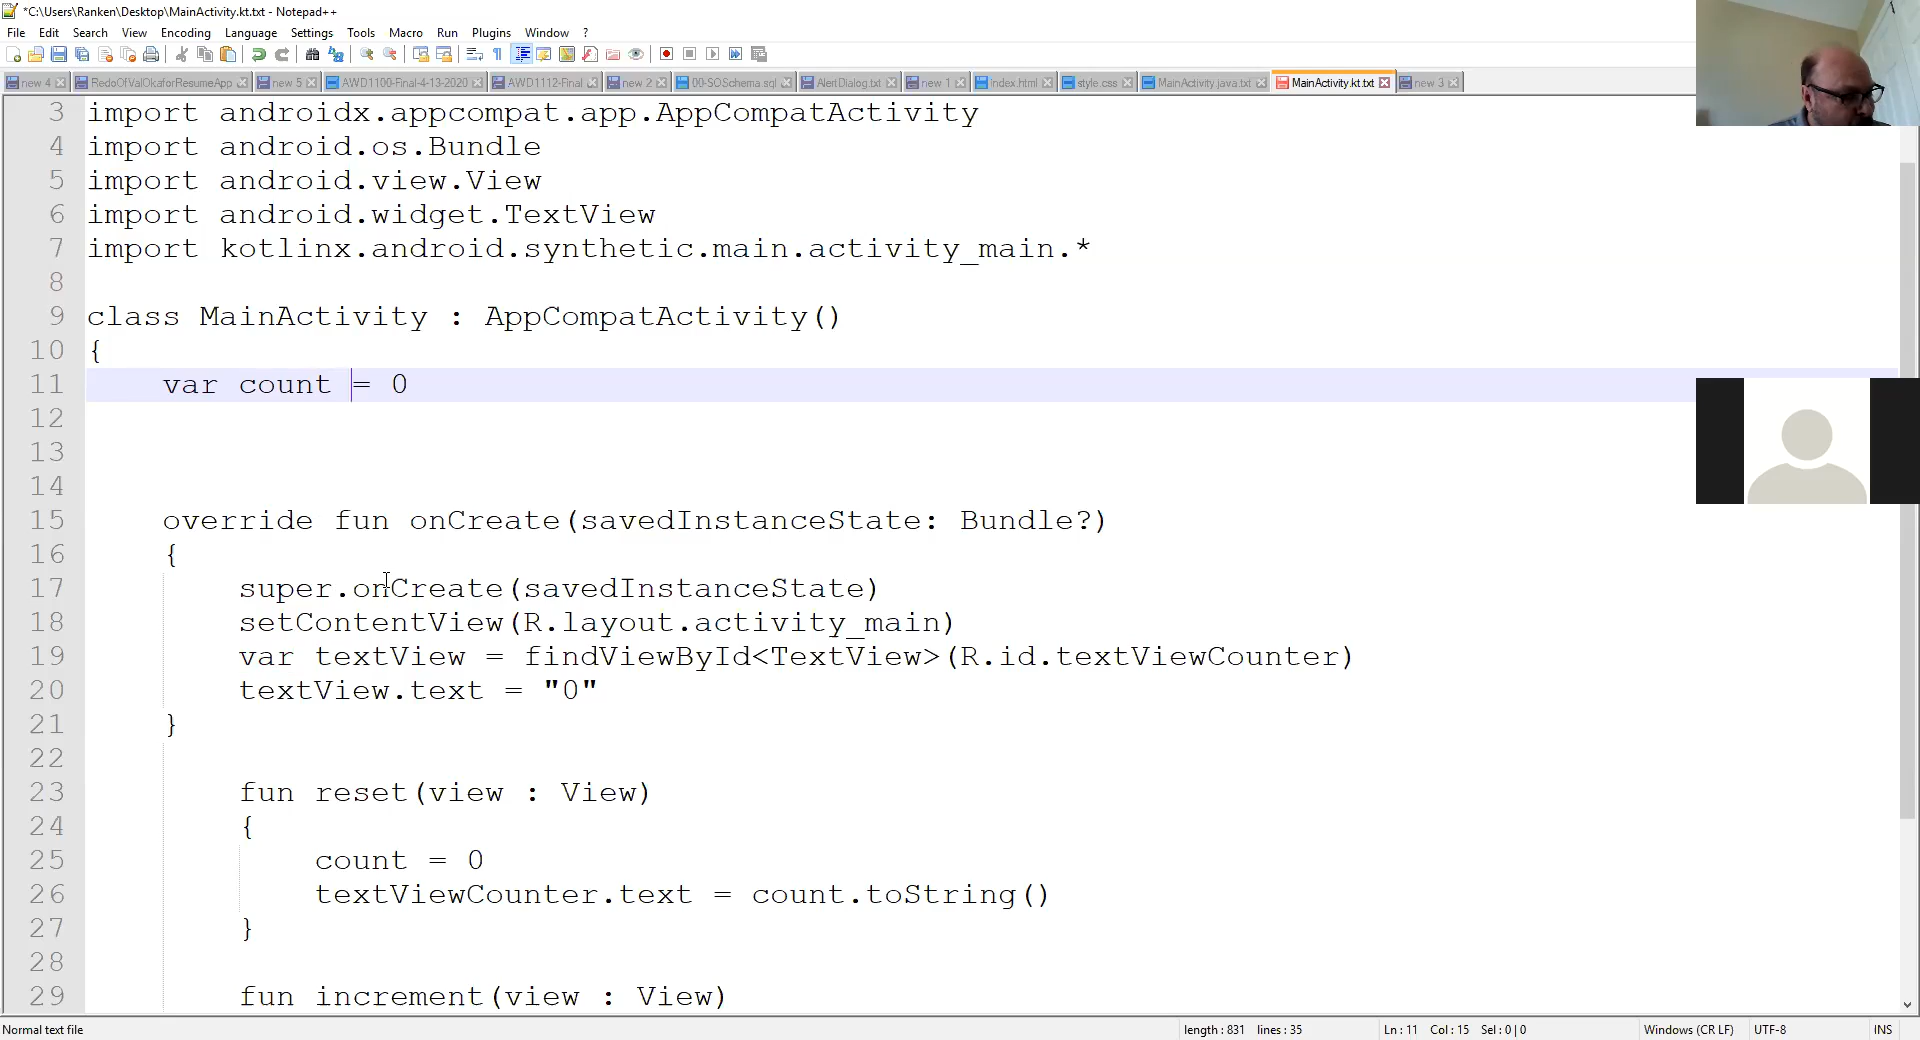 *C:\Users\Ranken\Desktop\MainActivity.kt.txt - Notepad++
File Edit Search View Encoding Language Settings Tools Macro Run Plugins Window ?
new 4 RedoOfValOkaforResumeApp new 5 AWD1100-Final-4-13-2020 AWD1112-Final new 2 00-SOSchema.sql AlertDialog.txt new 1 index.html style.css MainActivity.java.txt MainActivity.kt.txt new 3
3 import androidx.appcompat.app.AppCompatActivity
4 import android.os.Bundle
5 import android.view.View
6 import android.widget.TextView
7 import kotlinx.android.synthetic.main.activity_main.*
8
9 class MainActivity : AppCompatActivity()
10 {
11 var count = 0
12
13
14
15 override fun onCreate(savedInstanceState: Bundle?)
16 {
17 super.onCreate(savedInstanceState)
18 setContentView(R.layout.activity_main)
19 var textView = findViewById<TextView>(R.id.textViewCounter)
20 textView.text = "0"
21 }
22
23 fun reset(view : View)
24 {
25 count = 0
26 textViewCounter.text = count.toString()
27 }
28
29 fun increment(view : View)
Normal text file length : 831 lines : 35 Ln : 11 Col : 15 Sel : 0 | 0 Windows (CR LF) UTF-8 INS